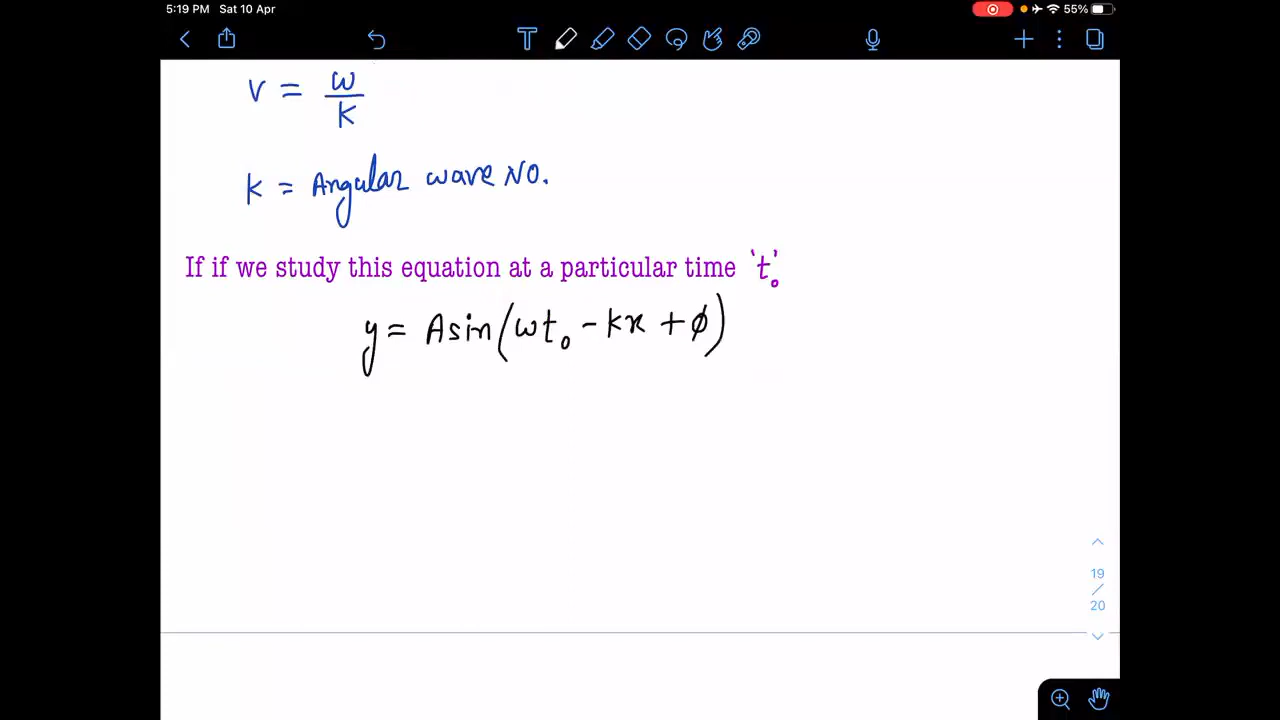 5:19 PM Sat 10 Apr 55%
v = ω/k
k = Angular wave No.
If if we study this equation at a particular time 't₀'
y = A sin(ωt₀ - kx + ϕ)
19
/
20